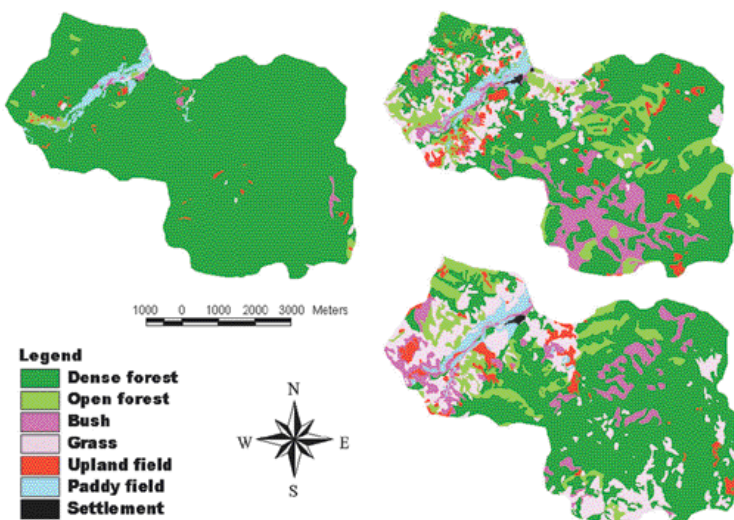 1000 0 1000 2000 3000 Meters
Legend
Dense forest
Open forest
Bush
Grass
Upland field
Paddy field
Settlement
N
W E
S